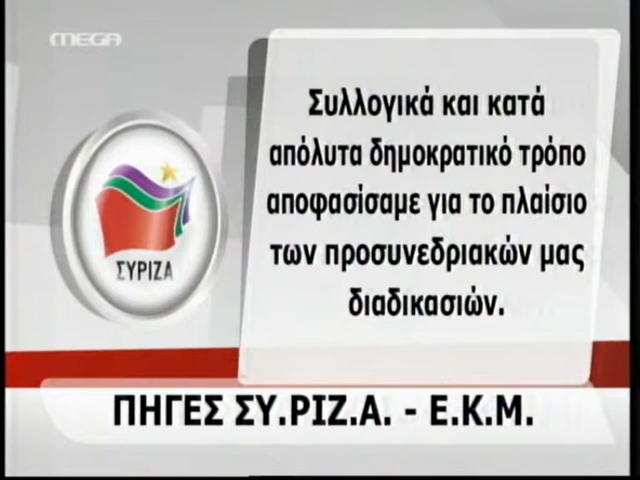 MEGA
Συλλογικά και κατά
απόλυτα δημοκρατικό τρόπο
αποφασίσαμε για το πλαίσιο
των προσυνεδριακών μας
διαδικασιών.
ΣΥΡΙΖΑ
ΠΗΓΕΣ ΣΥ.ΡΙΖ.Α. - Ε.Κ.Μ.